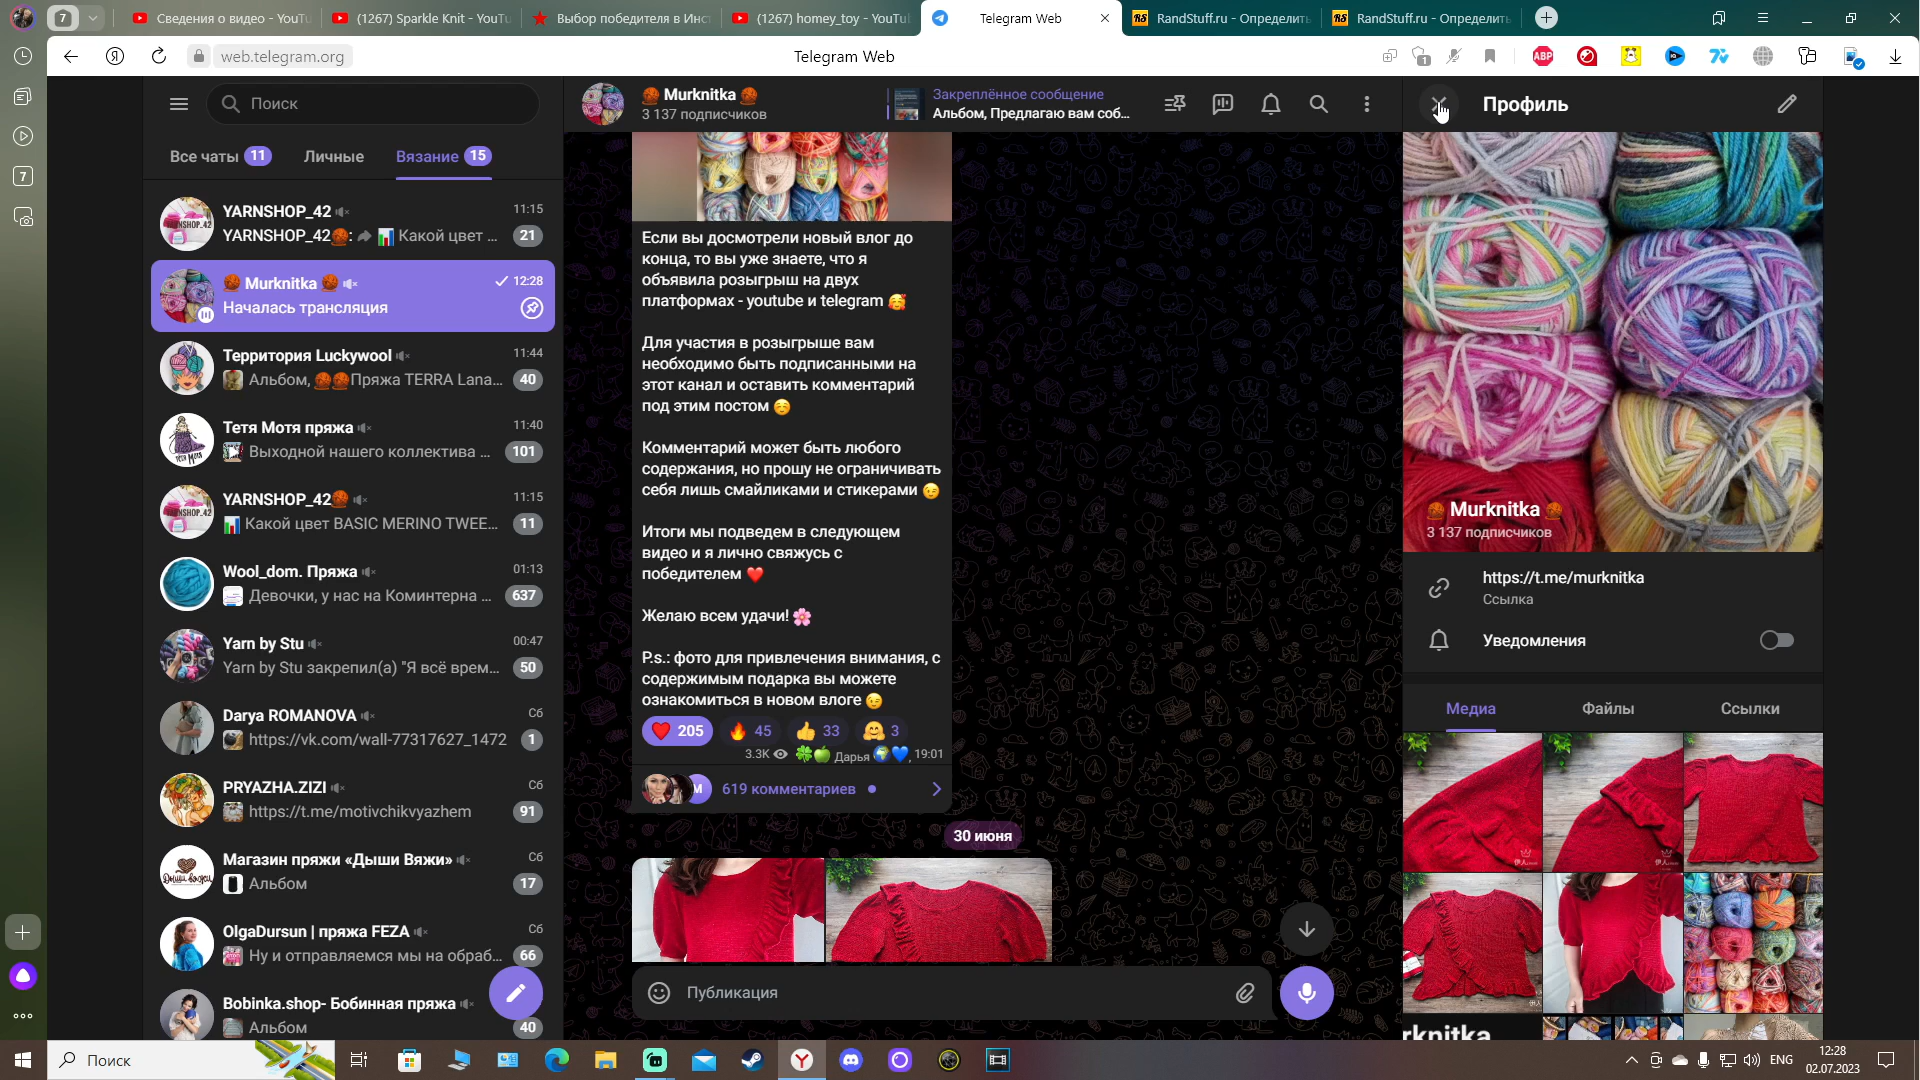 7
Сведения о видео - YouTu
(1267) Sparkle Knit - YouTu
Выбор победителя в Инс
(1267) homey_toy - YouTub
Telegram Web
RandStuff.ru - Определить
RandStuff.ru - Определить
web.telegram.org
Telegram Web
1
ABP
7
Поиск
Все чаты 11
Личные
Вязание 15
YARNSHOP_42
11:15
YARNSHOP_42: Какой цвет ...
21
Murknitka
12:28
Началась трансляция
Территория Luckywool
11:44
Альбом, Пряжа TERRA Lana...
40
Тетя Мотя пряжа
11:40
Выходной нашего коллектива ...
101
YARNSHOP_42
11:15
Какой цвет BASIC MERINO TWEE...
11
Wool_dom. Пряжа
01:13
Девочки, у нас на Коминтерна ...
637
Yarn by Stu
00:47
Yarn by Stu закрепил(а) "Я всё врем...
50
Darya ROMANOVA
Сб
https://vk.com/wall-77317627_1472
1
PRYAZHA.ZIZI
Сб
https://t.me/motivchikvyazhem
91
Магазин пряжи «Дыши Вяжи»
Сб
Альбом
17
OlgaDursun | пряжа FEZA
Сб
Ну и отправляемся мы на обраб...
66
Bobinka.shop- Бобинная пряжа
Альбом
40
Murknitka
3 137 подписчиков
Закреплённое сообщение
Альбом, Предлагаю вам соб...
Если вы досмотрели новый влог до
конца, то вы уже знаете, что я
объявила розыгрыш на двух
платформах - youtube и telegram 🥰
Для участия в розыгрыше вам
необходимо быть подписанными на
этот канал и оставить комментарий
под этим постом ☺️
Комментарий может быть любого
содержания, но прошу не ограничивать
себя лишь смайликами и стикерами 😉
Итоги мы подведем в следующем
видео и я лично свяжусь с
победителем ❤️
Желаю всем удачи! 🌸
P.s.: фото для привлечения внимания, с
содержимым подарка вы можете
ознакомиться в новом влоге 😉
❤️ 205 🔥 45 👍 33 🤗 3
3.3K 🍀🍏 Дарья🌍💙, 19:01
М
619 комментариев
30 июня
Публикация
Профиль
Murknitka
3 137 подписчиков
https://t.me/murknitka
Ссылка
Уведомления
Медиа
Файлы
Ссылки
rknitka
Поиск
ENG
12:28
02.07.2023